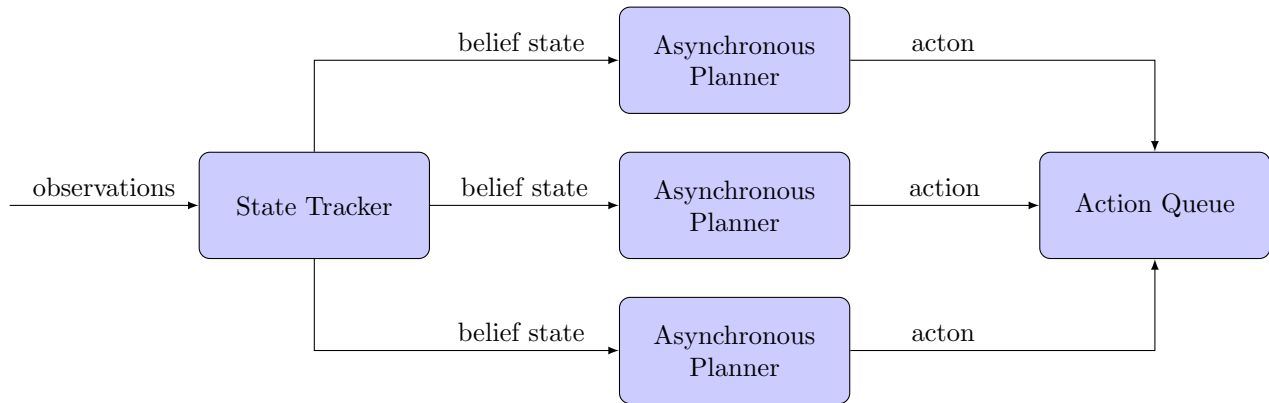 belief state
Asynchronous
Planner
acton
observations
State Tracker
belief state
Asynchronous
Planner
action
Action Queue
belief state
Asynchronous
Planner
acton